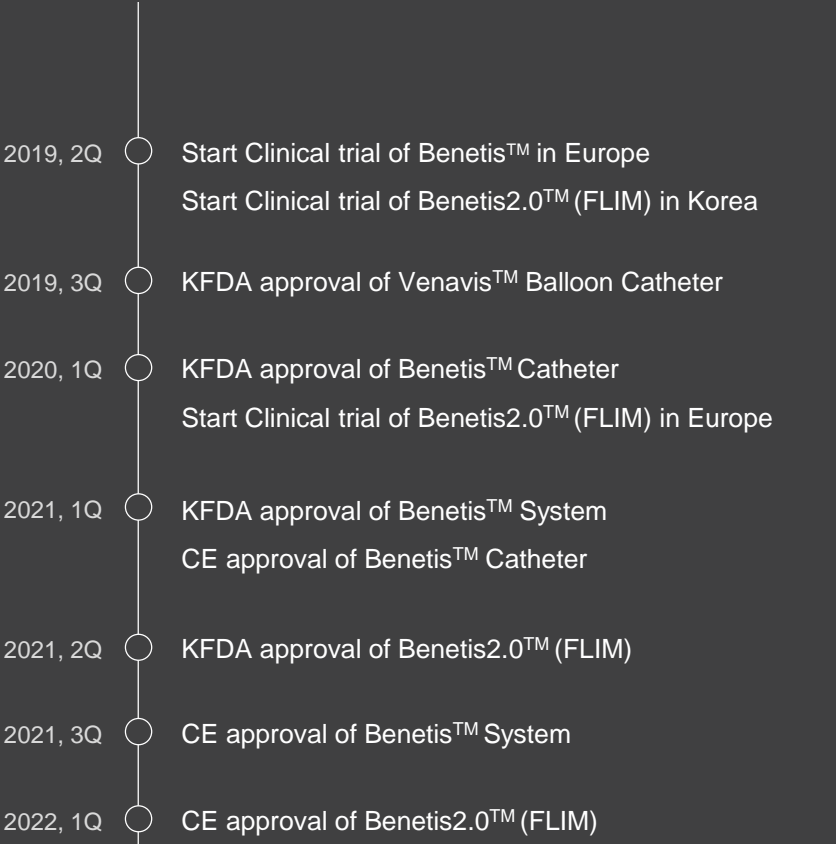 2019, 2Q Start Clinical trial of Benetis™ in Europe
Start Clinical trial of Benetis2.0™ (FLIM) in Korea
2019, 3Q KFDA approval of Venavis™ Balloon Catheter
2020, 1Q KFDA approval of Benetis™ Catheter
Start Clinical trial of Benetis2.0™ (FLIM) in Europe
2021, 1Q KFDA approval of Benetis™ System
CE approval of Benetis™ Catheter
2021, 2Q KFDA approval of Benetis2.0™ (FLIM)
2021, 3Q CE approval of Benetis™ System
2022, 1Q CE approval of Benetis2.0™ (FLIM)